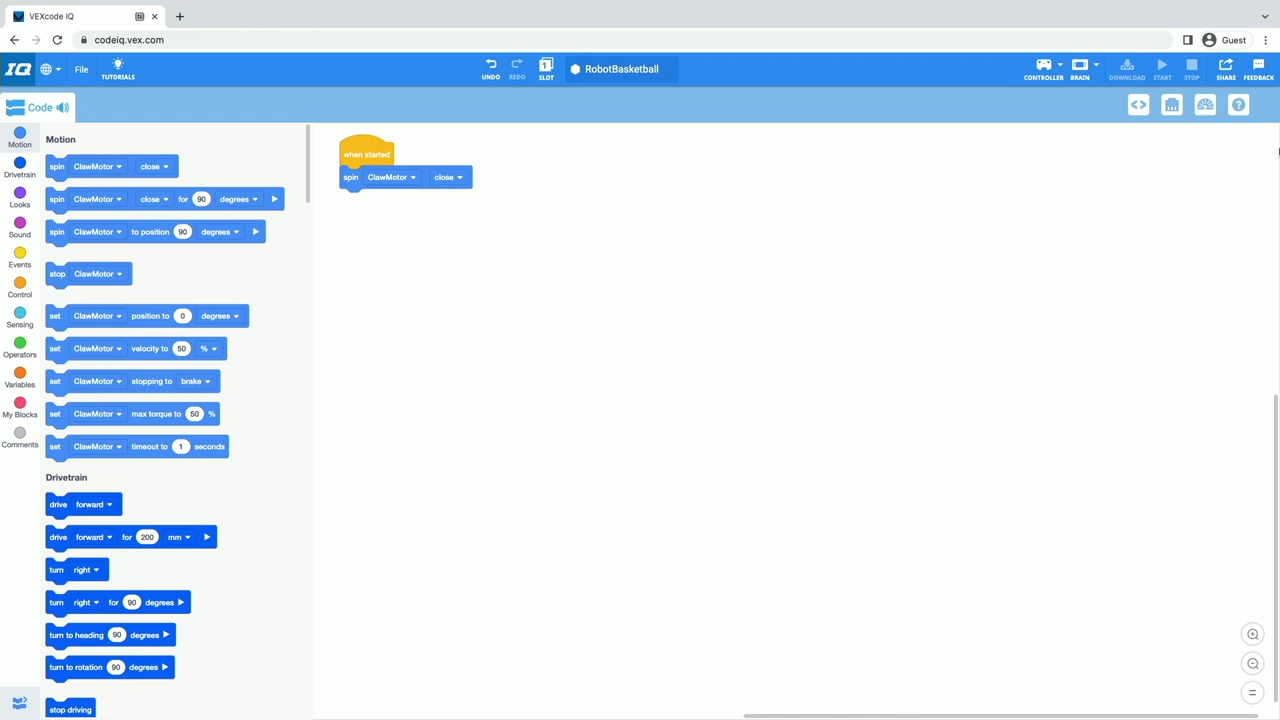 VEXcode IQ
codeiq.vex.com
Guest
IQ
File
TUTORIALS
UNDO
REDO
1
SLOT
RobotBasketball
CONTROLLER
BRAIN
DOWNLOAD
START
STOP
SHARE
FEEDBACK
Code
Motion
Drivetrain
Looks
Sound
Events
Control
Sensing
Operators
Variables
My Blocks
Comments
Motion
spin ClawMotor close
spin ClawMotor close for 90 degrees
spin ClawMotor to position 90 degrees
stop ClawMotor
set ClawMotor position to 0 degrees
set ClawMotor velocity to 50 %
set ClawMotor stopping to brake
set ClawMotor max torque to 50 %
set ClawMotor timeout to 1 seconds
Drivetrain
drive forward
drive forward for 200 mm
turn right
turn right for 90 degrees
turn to heading 90 degrees
turn to rotation 90 degrees
stop driving
when started
spin ClawMotor close